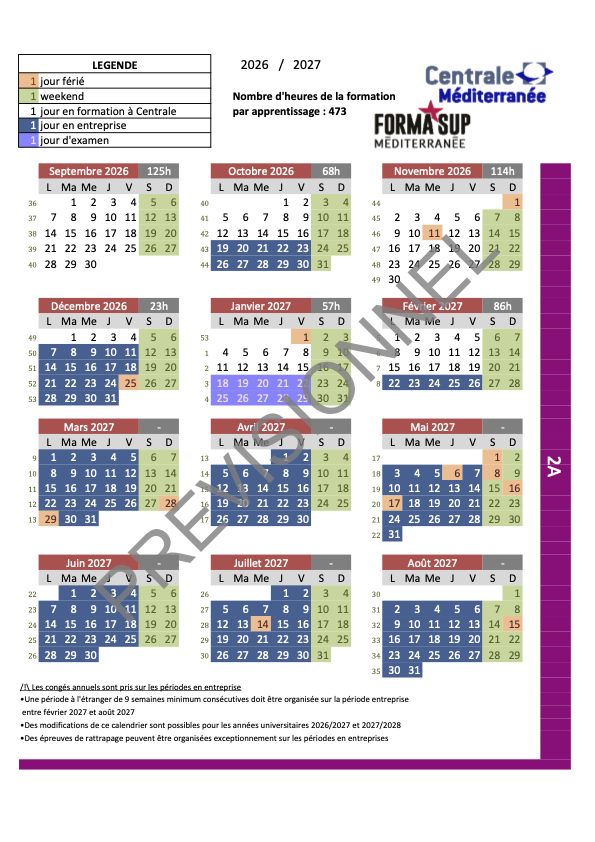 LEGENDE
1 jour férié
1 weekend
1 jour en formation à Centrale
1 jour en entreprise
1 jour d'examen
2026 / 2027
Nombre d'heures de la formation
par apprentissage : 473
Centrale
Méditerranée
FORMASUP
MÉDITERRANÉE
Septembre 2026 125h
L Ma Me J V S D
36 1 2 3 4 5 6
37 7 8 9 10 11 12 13
38 14 15 16 17 18 19 20
39 21 22 23 24 25 26 27
40 28 29 30
Octobre 2026 68h
L Ma Me J V S D
40 1 2 3 4
41 5 6 7 8 9 10 11
42 12 13 14 15 16 17 18
43 19 20 21 22 23 24 25
44 26 27 28 29 30 31
Novembre 2026 114h
L Ma Me J V S D
44 1
45 2 3 4 5 6 7 8
46 9 10 11 12 13 14 15
47 16 17 18 19 20 21 22
48 23 24 25 26 27 28 29
49 30
Décembre 2026 23h
L Ma Me J V S D
49 1 2 3 4 5 6
50 7 8 9 10 11 12 13
51 14 15 16 17 18 19 20
52 21 22 23 24 25 26 27
53 28 29 30 31
Janvier 2027 57h
L Ma Me J V S D
53 1 2 3
1 4 5 6 7 8 9 10
2 11 12 13 14 15 16 17
3 18 19 20 21 22 23 24
4 25 26 27 28 29 30 31
Février 2027 86h
L Ma Me J V S D
5 1 2 3 4 5 6 7
6 8 9 10 11 12 13 14
7 15 16 17 18 19 20 21
8 22 23 24 25 26 27 28
Mars 2027 -
L Ma Me J V S D
9 1 2 3 4 5 6 7
10 8 9 10 11 12 13 14
11 15 16 17 18 19 20 21
12 22 23 24 25 26 27 28
13 29 30 31
Avril 2027 -
L Ma Me J V S D
13 1 2 3 4
14 5 6 7 8 9 10 11
15 12 13 14 15 16 17 18
16 19 20 21 22 23 24 25
17 26 27 28 29 30
Mai 2027 -
L Ma Me J V S D
17 1 2
18 3 4 5 6 7 8 9
19 10 11 12 13 14 15 16
20 17 18 19 20 21 22 23
21 24 25 26 27 28 29 30
22 31
Juin 2027 -
L Ma Me J V S D
22 1 2 3 4 5 6
23 7 8 9 10 11 12 13
24 14 15 16 17 18 19 20
25 21 22 23 24 25 26 27
26 28 29 30
Juillet 2027 -
L Ma Me J V S D
26 1 2 3 4
27 5 6 7 8 9 10 11
28 12 13 14 15 16 17 18
29 19 20 21 22 23 24 25
30 26 27 28 29 30 31
Août 2027 -
L Ma Me J V S D
30 1
31 2 3 4 5 6 7 8
32 9 10 11 12 13 14 15
33 16 17 18 19 20 21 22
34 23 24 25 26 27 28 29
35 30 31
2A
PREVISIONNEL
/!\ Les congés annuels sont pris sur les périodes en entreprise
•Une période à l'étranger de 9 semaines minimum consécutives doit être organisée sur la période entreprise
entre février 2027 et août 2027
•Des modifications de ce calendrier sont possibles pour les années universitaires 2026/2027 et 2027/2028
•Des épreuves de rattrapage peuvent être organisées exceptionnement sur les périodes en entreprises